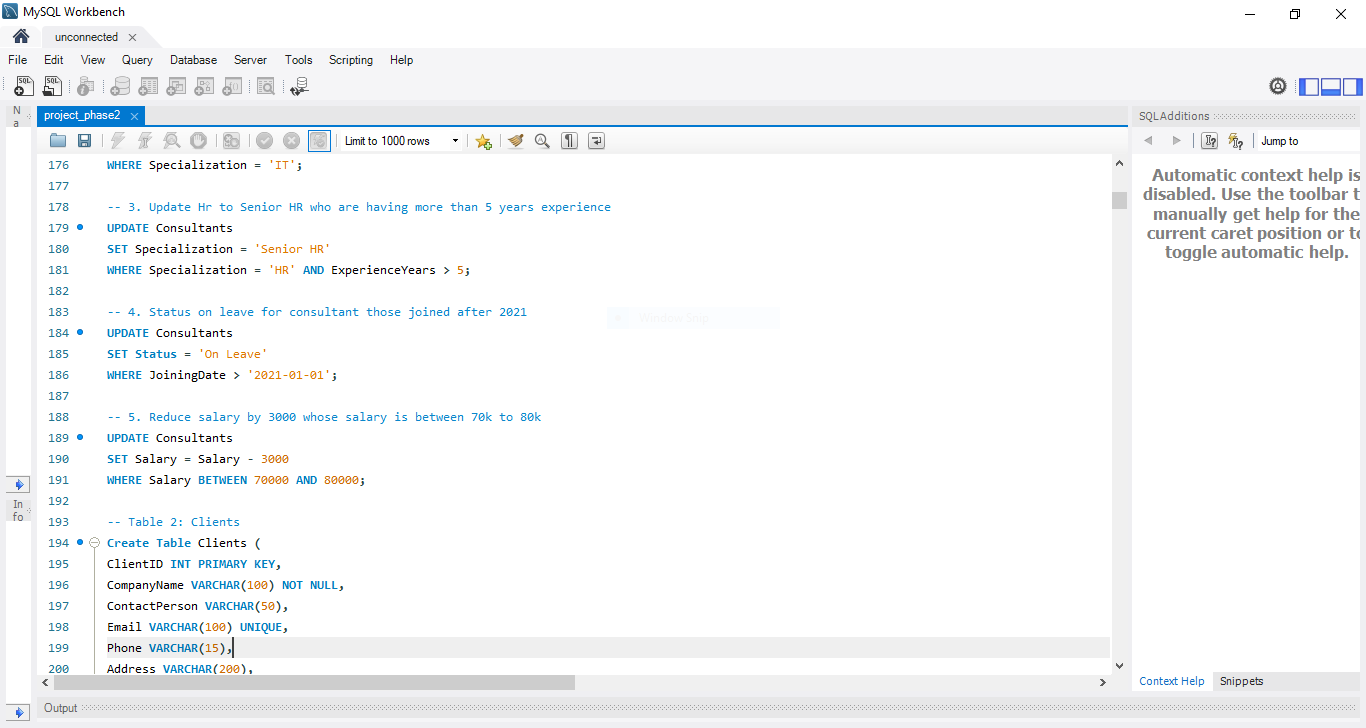 MySQL Workbench
unconnected
File Edit View Query Database Server Tools Scripting Help
N
a
project_phase2
SQLAdditions
Limit to 1000 rows
Jump to
176 WHERE Specialization = 'IT';
177
178 -- 3. Update Hr to Senior HR who are having more than 5 years experience
179 UPDATE Consultants
180 SET Specialization = 'Senior HR'
181 WHERE Specialization = 'HR' AND ExperienceYears > 5;
182
183 -- 4. Status on leave for consultant those joined after 2021
184 UPDATE Consultants
185 SET Status = 'On Leave'
186 WHERE JoiningDate > '2021-01-01';
187
188 -- 5. Reduce salary by 3000 whose salary is between 70k to 80k
189 UPDATE Consultants
190 SET Salary = Salary - 3000
191 WHERE Salary BETWEEN 70000 AND 80000;
192
193 -- Table 2: Clients
194 Create Table Clients (
195 ClientID INT PRIMARY KEY,
196 CompanyName VARCHAR(100) NOT NULL,
197 ContactPerson VARCHAR(50),
198 Email VARCHAR(100) UNIQUE,
199 Phone VARCHAR(15),
200 Address VARCHAR(200),
Automatic context help is
disabled. Use the toolbar t
manually get help for the
current caret position or to
toggle automatic help.
Window Snip
In
fo
Context Help Snippets
Output